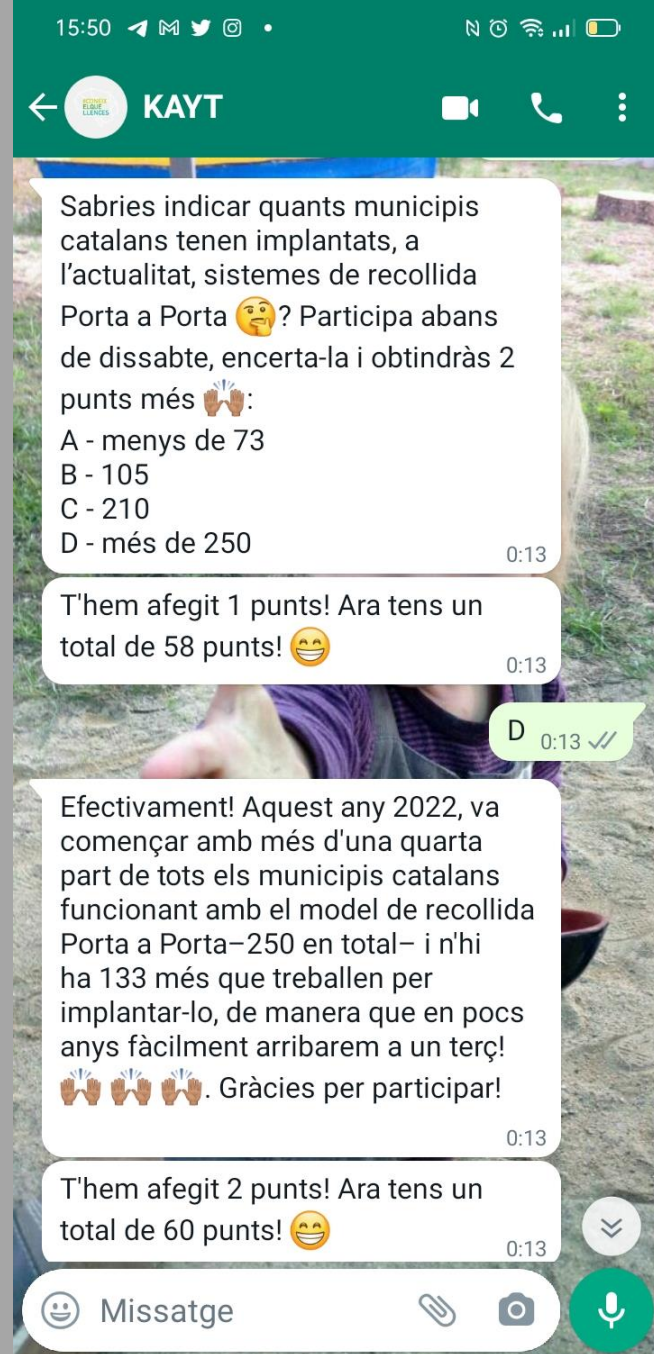 15:50
KAYT
Sabries indicar quants municipis
catalans tenen implantats, a
l'actualitat, sistemes de recollida
Porta a Porta 🤔? Participa abans
de dissabte, encerta-la i obtindràs 2
punts més 🙌🏽:
A - menys de 73
B - 105
C - 210
D - més de 250
0:13
T'hem afegit 1 punts! Ara tens un
total de 58 punts! 😁
0:13
D 0:13
Efectivament! Aquest any 2022, va
començar amb més d'una quarta
part de tots els municipis catalans
funcionant amb el model de recollida
Porta a Porta–250 en total– i n'hi
ha 133 més que treballen per
implantar-lo, de manera que en pocs
anys fàcilment arribarem a un terç!
🙌🏽 🙌🏽 🙌🏽. Gràcies per participar!
0:13
T'hem afegit 2 punts! Ara tens un
total de 60 punts! 😁
0:13
Missatge